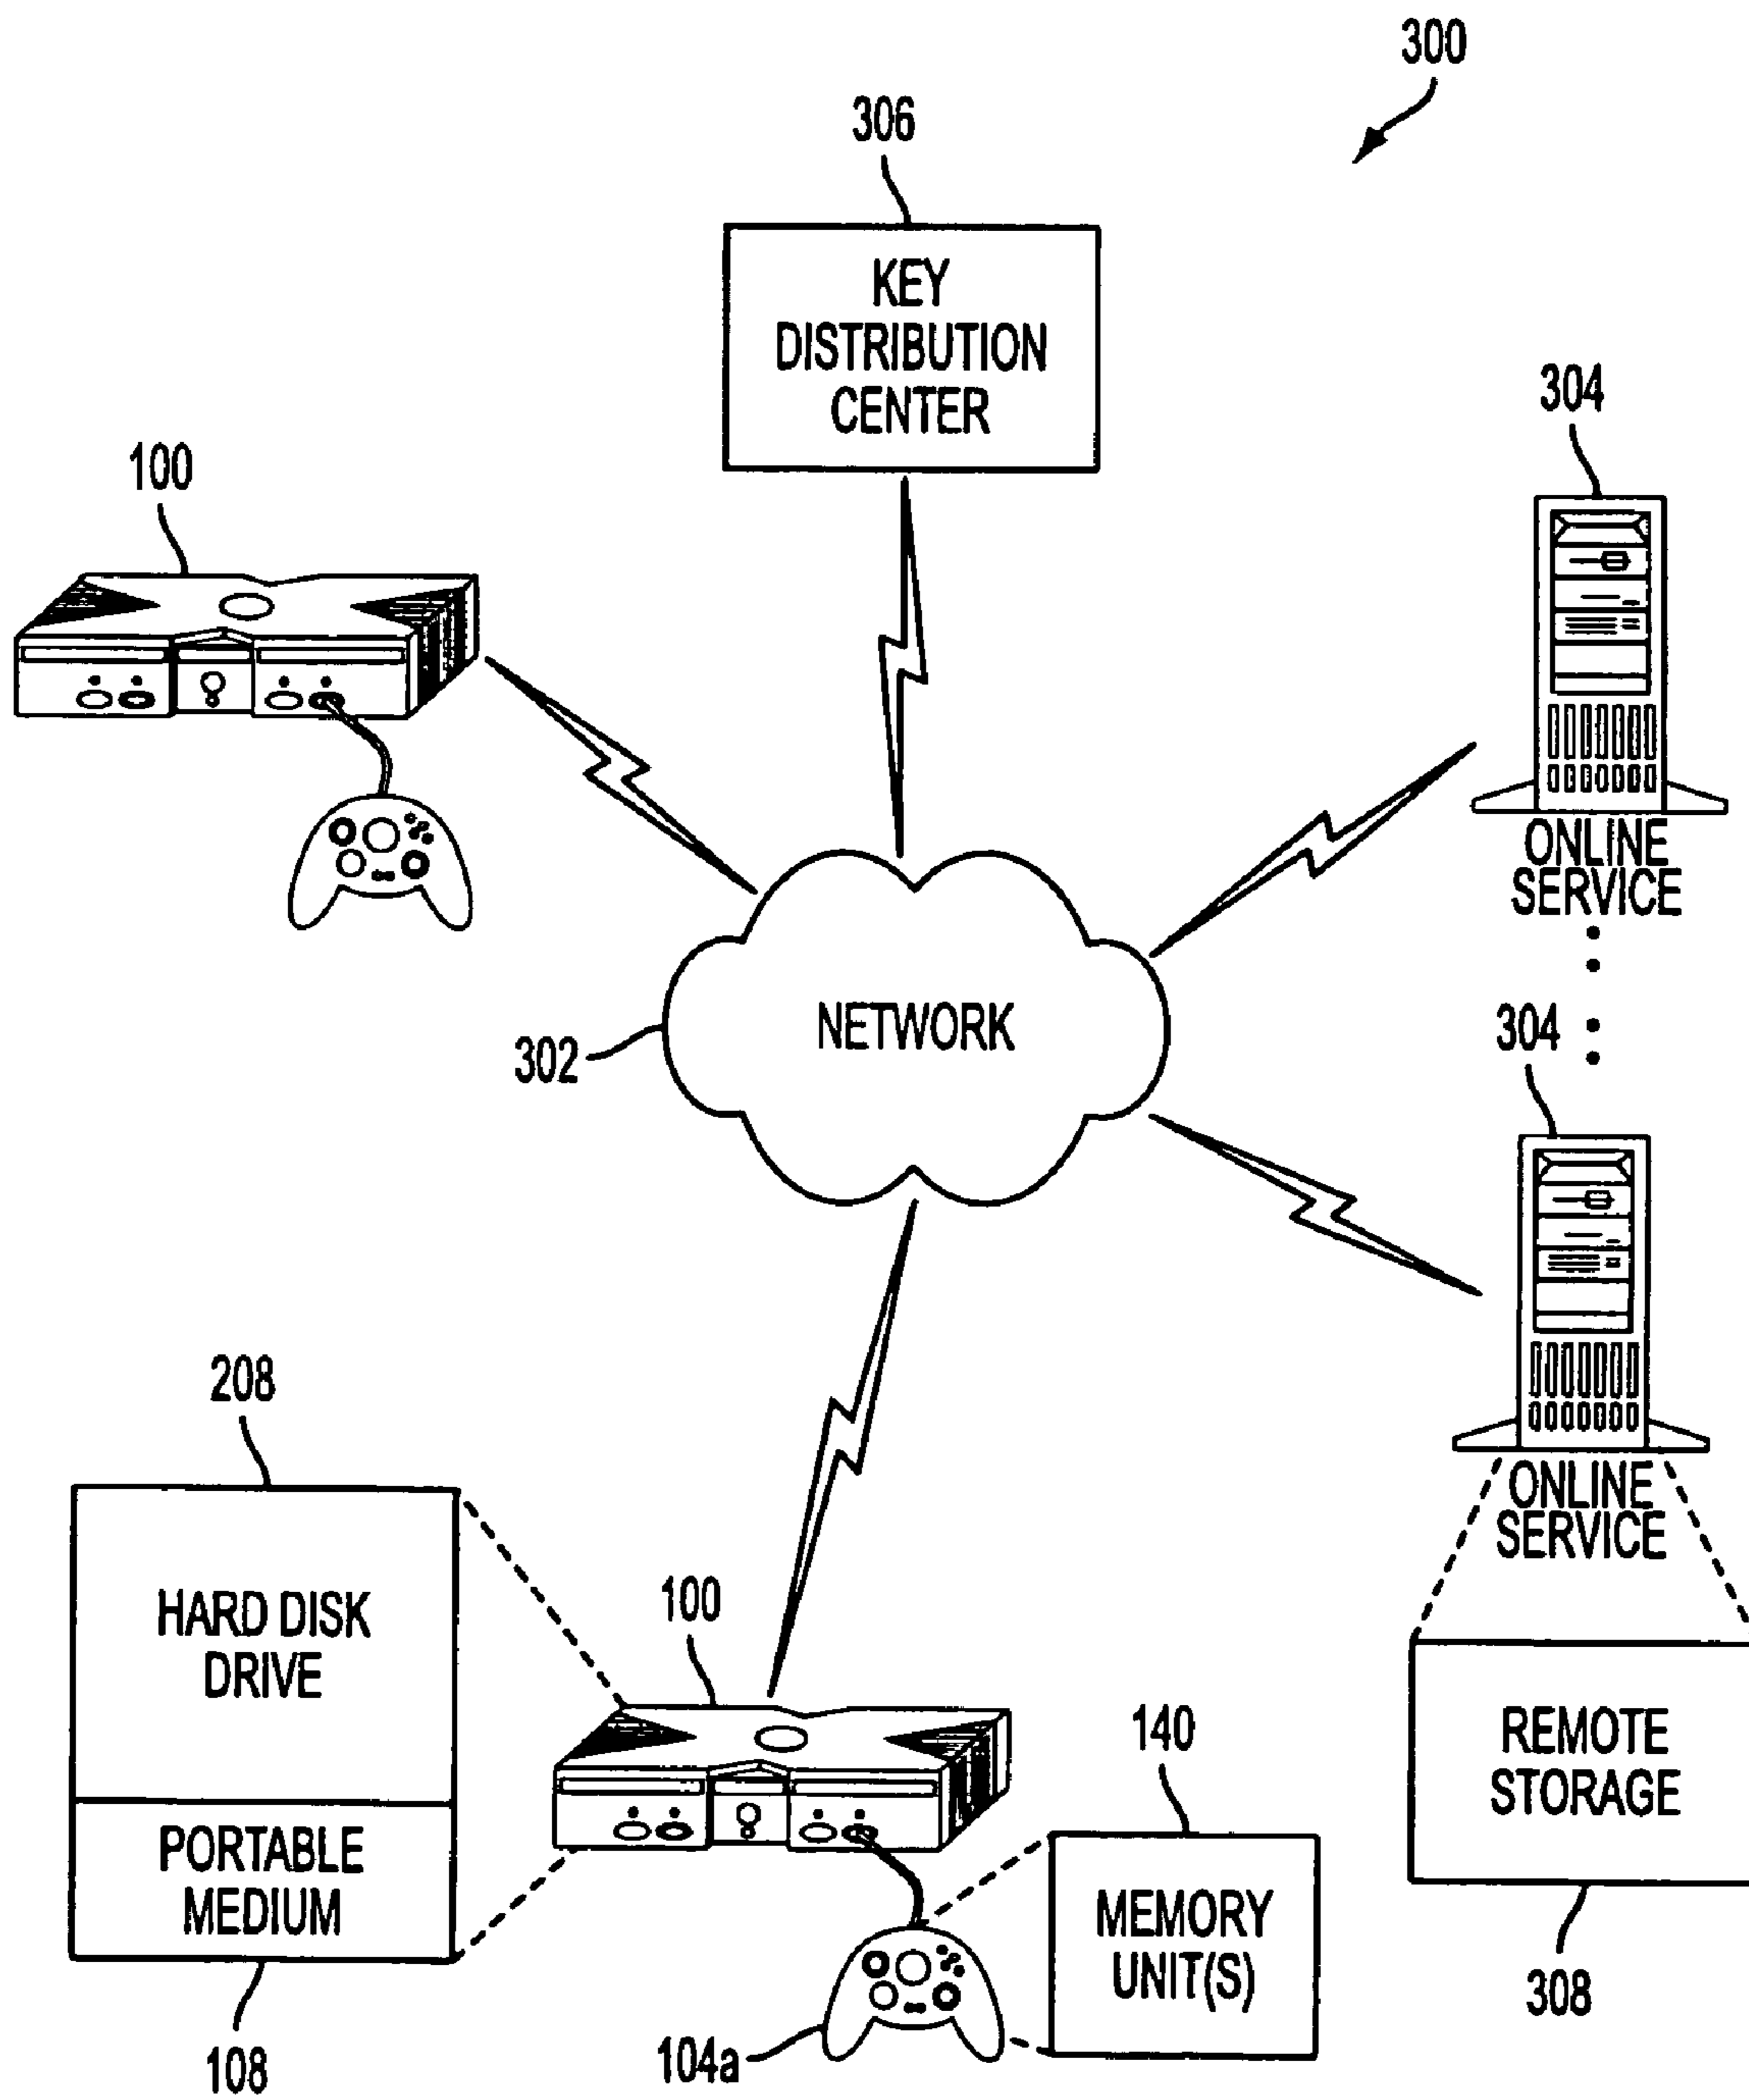 300
306
KEY
DISTRIBUTION
CENTER
304
100
ONLINE
SERVICE
NETWORK
302
304
208
ONLINE
SERVICE
HARD DISK
DRIVE
100
140
REMOTE
STORAGE
PORTABLE
MEDIUM
MEMORY
UNIT(S)
308
108
104a